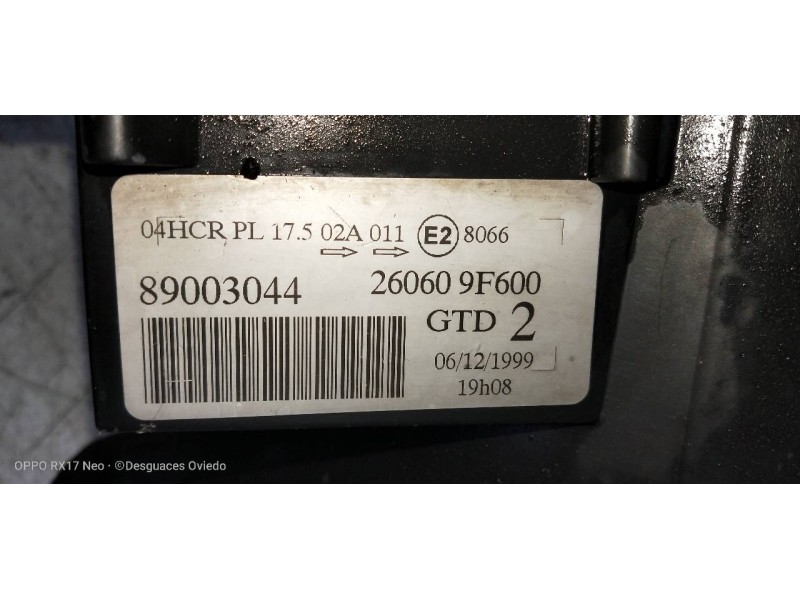 04HCR PL 17.5 02A 011 E2 8066
89003044 26060 9F600
GTD 2
06/12/1999
19h08
OPPO RX17 Neo · ©Desguaces Oviedo